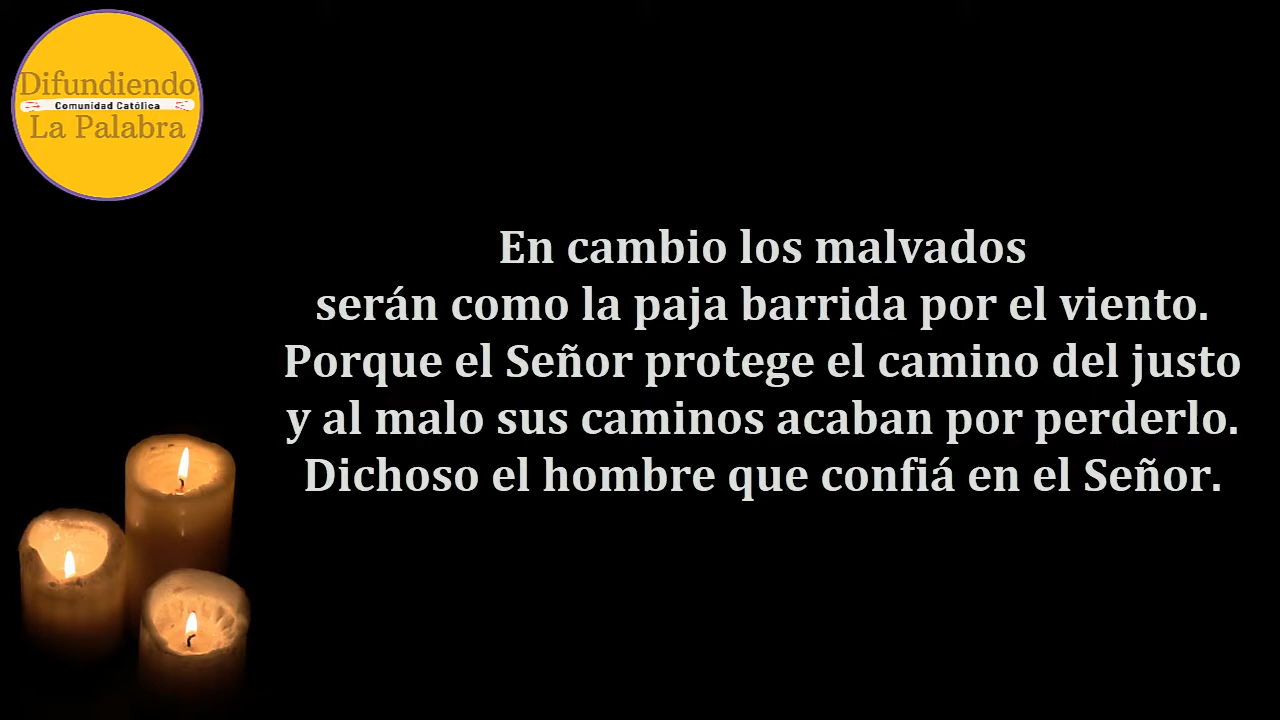 Difundiendo
Comunidad Católica
La Palabra
En cambio los malvados
serán como la paja barrida por el viento.
Porque el Señor protege el camino del justo
y al malo sus caminos acaban por perderlo.
Dichoso el hombre que confiá en el Señor.